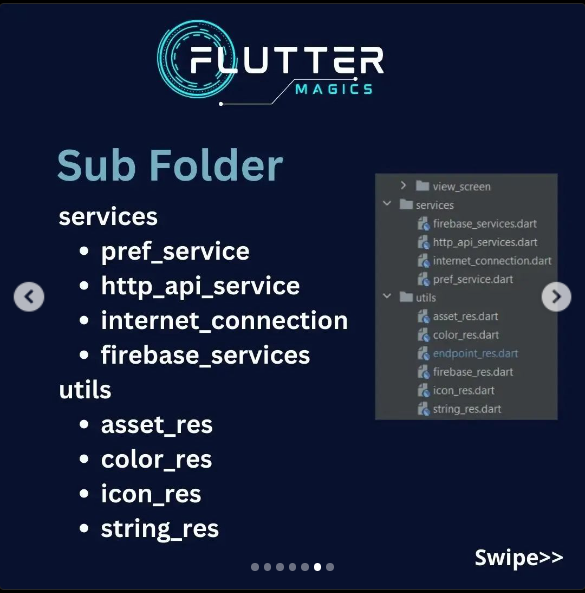 FLUTTER
MAGICS
Sub Folder
services
• pref_service
• http_api_service
• internet_connection
• firebase_services
utils
• asset_res
• color_res
• icon_res
• string_res
view_screen
services
firebase_services.dart
http_api_services.dart
internet_connection.dart
pref_service.dart
utils
asset_res.dart
color_res.dart
endpoint_res.dart
firebase_res.dart
icon_res.dart
string_res.dart
Swipe>>